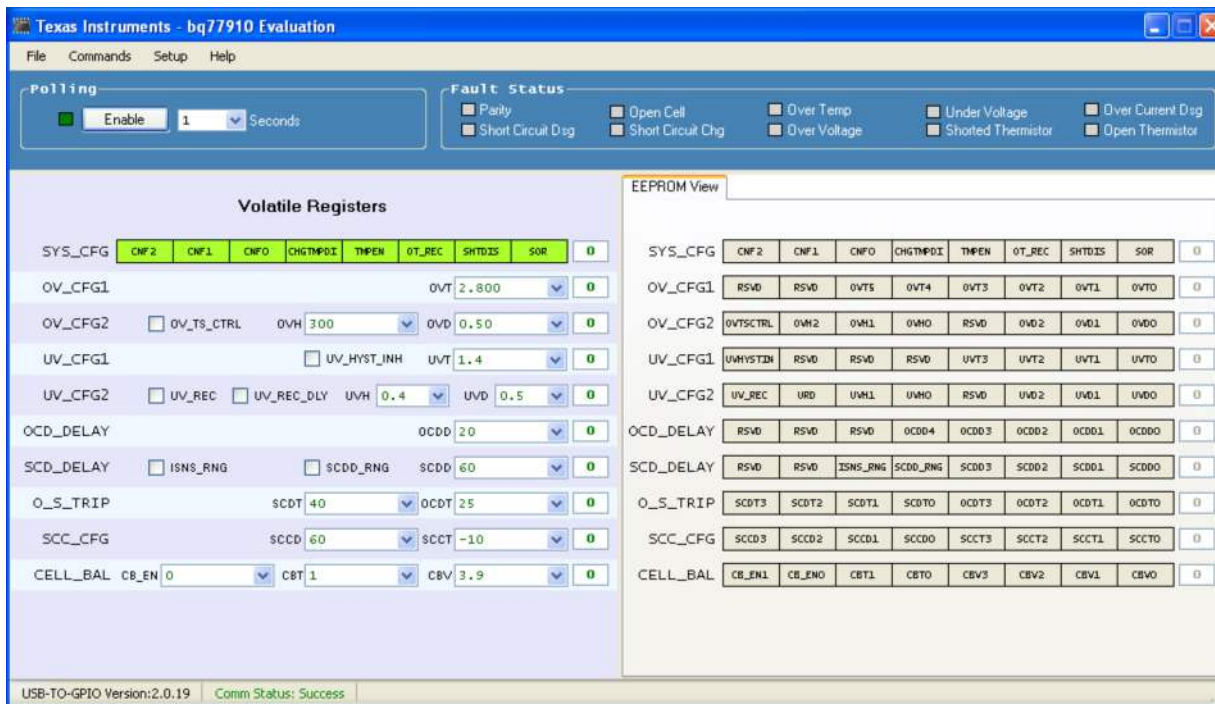 Texas Instruments - bq77910 Evaluation
File Commands Setup Help
Polling
Enable 1 Seconds
Fault Status
Parity Open Cell Over Temp Under Voltage Over Current Dsg
Short Circuit Dsg Short Circuit Chg Over Voltage Shorted Thermistor Open Thermistor
EEPROM View
Volatile Registers
SYS_CFG CNF2 CNF1 CNF0 CHGTMPDI TMPEN OT_REC SHTDIS SOR 0
SYS_CFG CNF2 CNF1 CNF0 CHGTMPDI TMPEN OT_REC SHTDIS SOR 0
OV_CFG1 OVT 2.800 0
OV_CFG1 RSVD RSVD OVT5 OVT4 OVT3 OVT2 OVT1 OVT0 0
OV_CFG2 OV_TS_CTRL OVH 300 OVD 0.50 0
OV_CFG2 OVTSCTRL OVH2 OVH1 OVH0 RSVD OVD2 OVD1 OVD0 0
UV_CFG1 UV_HYST_INH UVT 1.4 0
UV_CFG1 UVHYSTIN RSVD RSVD RSVD UVT3 UVT2 UVT1 UVT0 0
UV_CFG2 UV_REC UV_REC_DLY UVH 0.4 UVD 0.5 0
UV_CFG2 UV_REC URD UVH1 UVH0 RSVD UVD2 UVD1 UVD0 0
OCD_DELAY OCDD 20 0
OCD_DELAY RSVD RSVD RSVD OCDD4 OCDD3 OCDD2 OCDD1 OCDD0 0
SCD_DELAY ISNS_RNG SCDD_RNG SCDD 60 0
SCD_DELAY RSVD RSVD ISNS_RNG SCDD_RNG SCDD3 SCDD2 SCDD1 SCDD0 0
O_S_TRIP SCDT 40 OCDT 25 0
O_S_TRIP SCDT3 SCDT2 SCDT1 SCDT0 OCDT3 OCDT2 OCDT1 OCDT0 0
SCC_CFG SCCD 60 SCCT -10 0
SCC_CFG SCCD3 SCCD2 SCCD1 SCCD0 SCCT3 SCCT2 SCCT1 SCCT0 0
CELL_BAL CB_EN 0 CBT 1 CBV 3.9 0
CELL_BAL CB_EN1 CB_EN0 CBT1 CBT0 CBV3 CBV2 CBV1 CBV0 0
USB-TO-GPIO Version:2.0.19 Comm Status: Success